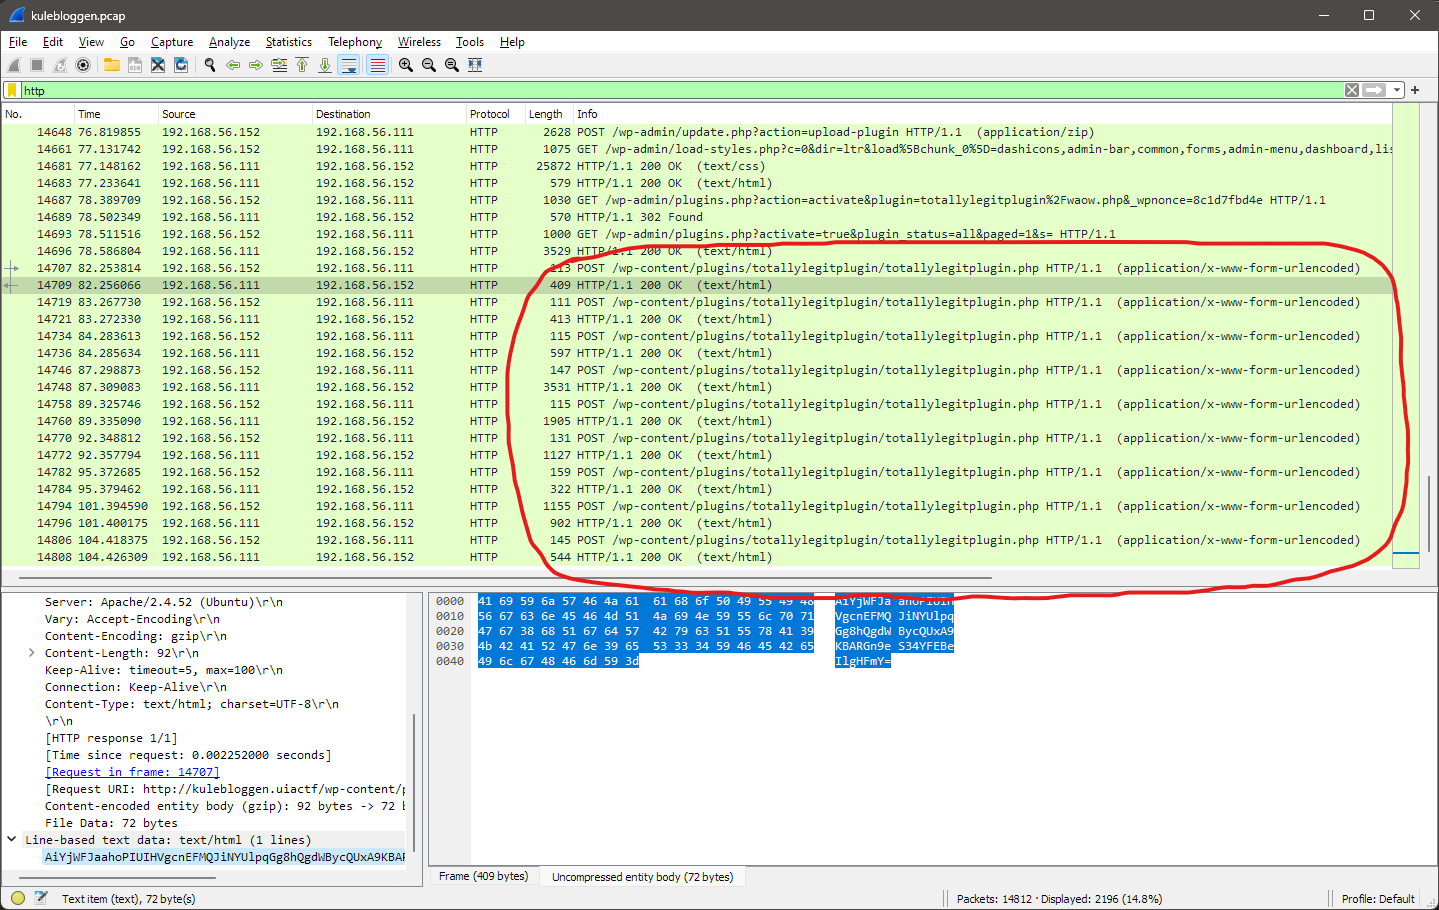 kulebloggen.pcap
File Edit View Go Capture Analyze Statistics Telephony Wireless Tools Help
http
No. Time Source Destination Protocol Length Info
14648 76.819855 192.168.56.152 192.168.56.111 HTTP 2628 POST /wp-admin/update.php?action=upload-plugin HTTP/1.1 (application/zip)
14661 77.131742 192.168.56.152 192.168.56.111 HTTP 1075 GET /wp-admin/load-styles.php?c=0&dir=ltr&load%5Bchunk_0%5D=dashicons,admin-bar,common,forms,admin-menu,dashboard,lis
14681 77.148162 192.168.56.111 192.168.56.152 HTTP 25872 HTTP/1.1 200 OK (text/css)
14683 77.233641 192.168.56.111 192.168.56.152 HTTP 579 HTTP/1.1 200 OK (text/html)
14687 78.389709 192.168.56.152 192.168.56.111 HTTP 1030 GET /wp-admin/plugins.php?action=activate&plugin=totallylegitplugin%2Fwaow.php&_wpnonce=8c1d7fbd4e HTTP/1.1
14689 78.502349 192.168.56.111 192.168.56.152 HTTP 570 HTTP/1.1 302 Found
14693 78.511516 192.168.56.152 192.168.56.111 HTTP 1000 GET /wp-admin/plugins.php?activate=true&plugin_status=all&paged=1&s= HTTP/1.1
14696 78.586804 192.168.56.111 192.168.56.152 HTTP 3529 HTTP/1.1 200 OK (text/html)
14707 82.253814 192.168.56.152 192.168.56.111 HTTP 113 POST /wp-content/plugins/totallylegitplugin/totallylegitplugin.php HTTP/1.1 (application/x-www-form-urlencoded)
14709 82.256066 192.168.56.111 192.168.56.152 HTTP 409 HTTP/1.1 200 OK (text/html)
14719 83.267730 192.168.56.152 192.168.56.111 HTTP 111 POST /wp-content/plugins/totallylegitplugin/totallylegitplugin.php HTTP/1.1 (application/x-www-form-urlencoded)
14721 83.272330 192.168.56.111 192.168.56.152 HTTP 413 HTTP/1.1 200 OK (text/html)
14734 84.283613 192.168.56.152 192.168.56.111 HTTP 115 POST /wp-content/plugins/totallylegitplugin/totallylegitplugin.php HTTP/1.1 (application/x-www-form-urlencoded)
14736 84.285634 192.168.56.111 192.168.56.152 HTTP 597 HTTP/1.1 200 OK (text/html)
14746 87.298873 192.168.56.152 192.168.56.111 HTTP 147 POST /wp-content/plugins/totallylegitplugin/totallylegitplugin.php HTTP/1.1 (application/x-www-form-urlencoded)
14748 87.309083 192.168.56.111 192.168.56.152 HTTP 3531 HTTP/1.1 200 OK (text/html)
14758 89.325746 192.168.56.152 192.168.56.111 HTTP 115 POST /wp-content/plugins/totallylegitplugin/totallylegitplugin.php HTTP/1.1 (application/x-www-form-urlencoded)
14760 89.335090 192.168.56.111 192.168.56.152 HTTP 1905 HTTP/1.1 200 OK (text/html)
14770 92.348812 192.168.56.152 192.168.56.111 HTTP 131 POST /wp-content/plugins/totallylegitplugin/totallylegitplugin.php HTTP/1.1 (application/x-www-form-urlencoded)
14772 92.357794 192.168.56.111 192.168.56.152 HTTP 1127 HTTP/1.1 200 OK (text/html)
14782 95.372685 192.168.56.152 192.168.56.111 HTTP 159 POST /wp-content/plugins/totallylegitplugin/totallylegitplugin.php HTTP/1.1 (application/x-www-form-urlencoded)
14784 95.379462 192.168.56.111 192.168.56.152 HTTP 322 HTTP/1.1 200 OK (text/html)
14794 101.394590 192.168.56.152 192.168.56.111 HTTP 1155 POST /wp-content/plugins/totallylegitplugin/totallylegitplugin.php HTTP/1.1 (application/x-www-form-urlencoded)
14796 101.400175 192.168.56.111 192.168.56.152 HTTP 902 HTTP/1.1 200 OK (text/html)
14806 104.418375 192.168.56.152 192.168.56.111 HTTP 145 POST /wp-content/plugins/totallylegitplugin/totallylegitplugin.php HTTP/1.1 (application/x-www-form-urlencoded)
14808 104.426309 192.168.56.111 192.168.56.152 HTTP 544 HTTP/1.1 200 OK (text/html)
Server: Apache/2.4.52 (Ubuntu)\r\n
Vary: Accept-Encoding\r\n
Content-Encoding: gzip\r\n
Content-Length: 92\r\n
Keep-Alive: timeout=5, max=100\r\n
Connection: Keep-Alive\r\n
Content-Type: text/html; charset=UTF-8\r\n
\r\n
[HTTP response 1/1]
[Time since request: 0.002252000 seconds]
[Request in frame: 14707]
[Request URI: http://kulebloggen.uiactf/wp-content/p
Content-encoded entity body (gzip): 92 bytes -> 72 b
File Data: 72 bytes
Line-based text data: text/html (1 lines)
AiYjWFJaahoPIUIHVgcnEFMQJiNYUlpqGg8hQgdWBycQUxA9KBAR
0000 41 69 59 6a 57 46 4a 61 61 68 6f 50 49 55 49 48 AiYjWFJa ahoPIUIH
0010 56 67 63 6e 45 46 4d 51 4a 69 4e 59 55 6c 70 71 VgcnEFMQ JiNYUlpq
0020 47 67 38 68 51 67 64 57 42 79 63 51 55 78 41 39 Gg8hQgdW BycQUxA9
0030 4b 42 41 52 47 6e 39 65 53 33 34 59 46 45 42 65 KBARGn9e S34YFEBe
0040 49 6c 67 48 46 6d 59 3d IlgHFmY=
Frame (409 bytes) Uncompressed entity body (72 bytes)
Text item (text), 72 byte(s) Packets: 14812 · Displayed: 2196 (14.8%) Profile: Default